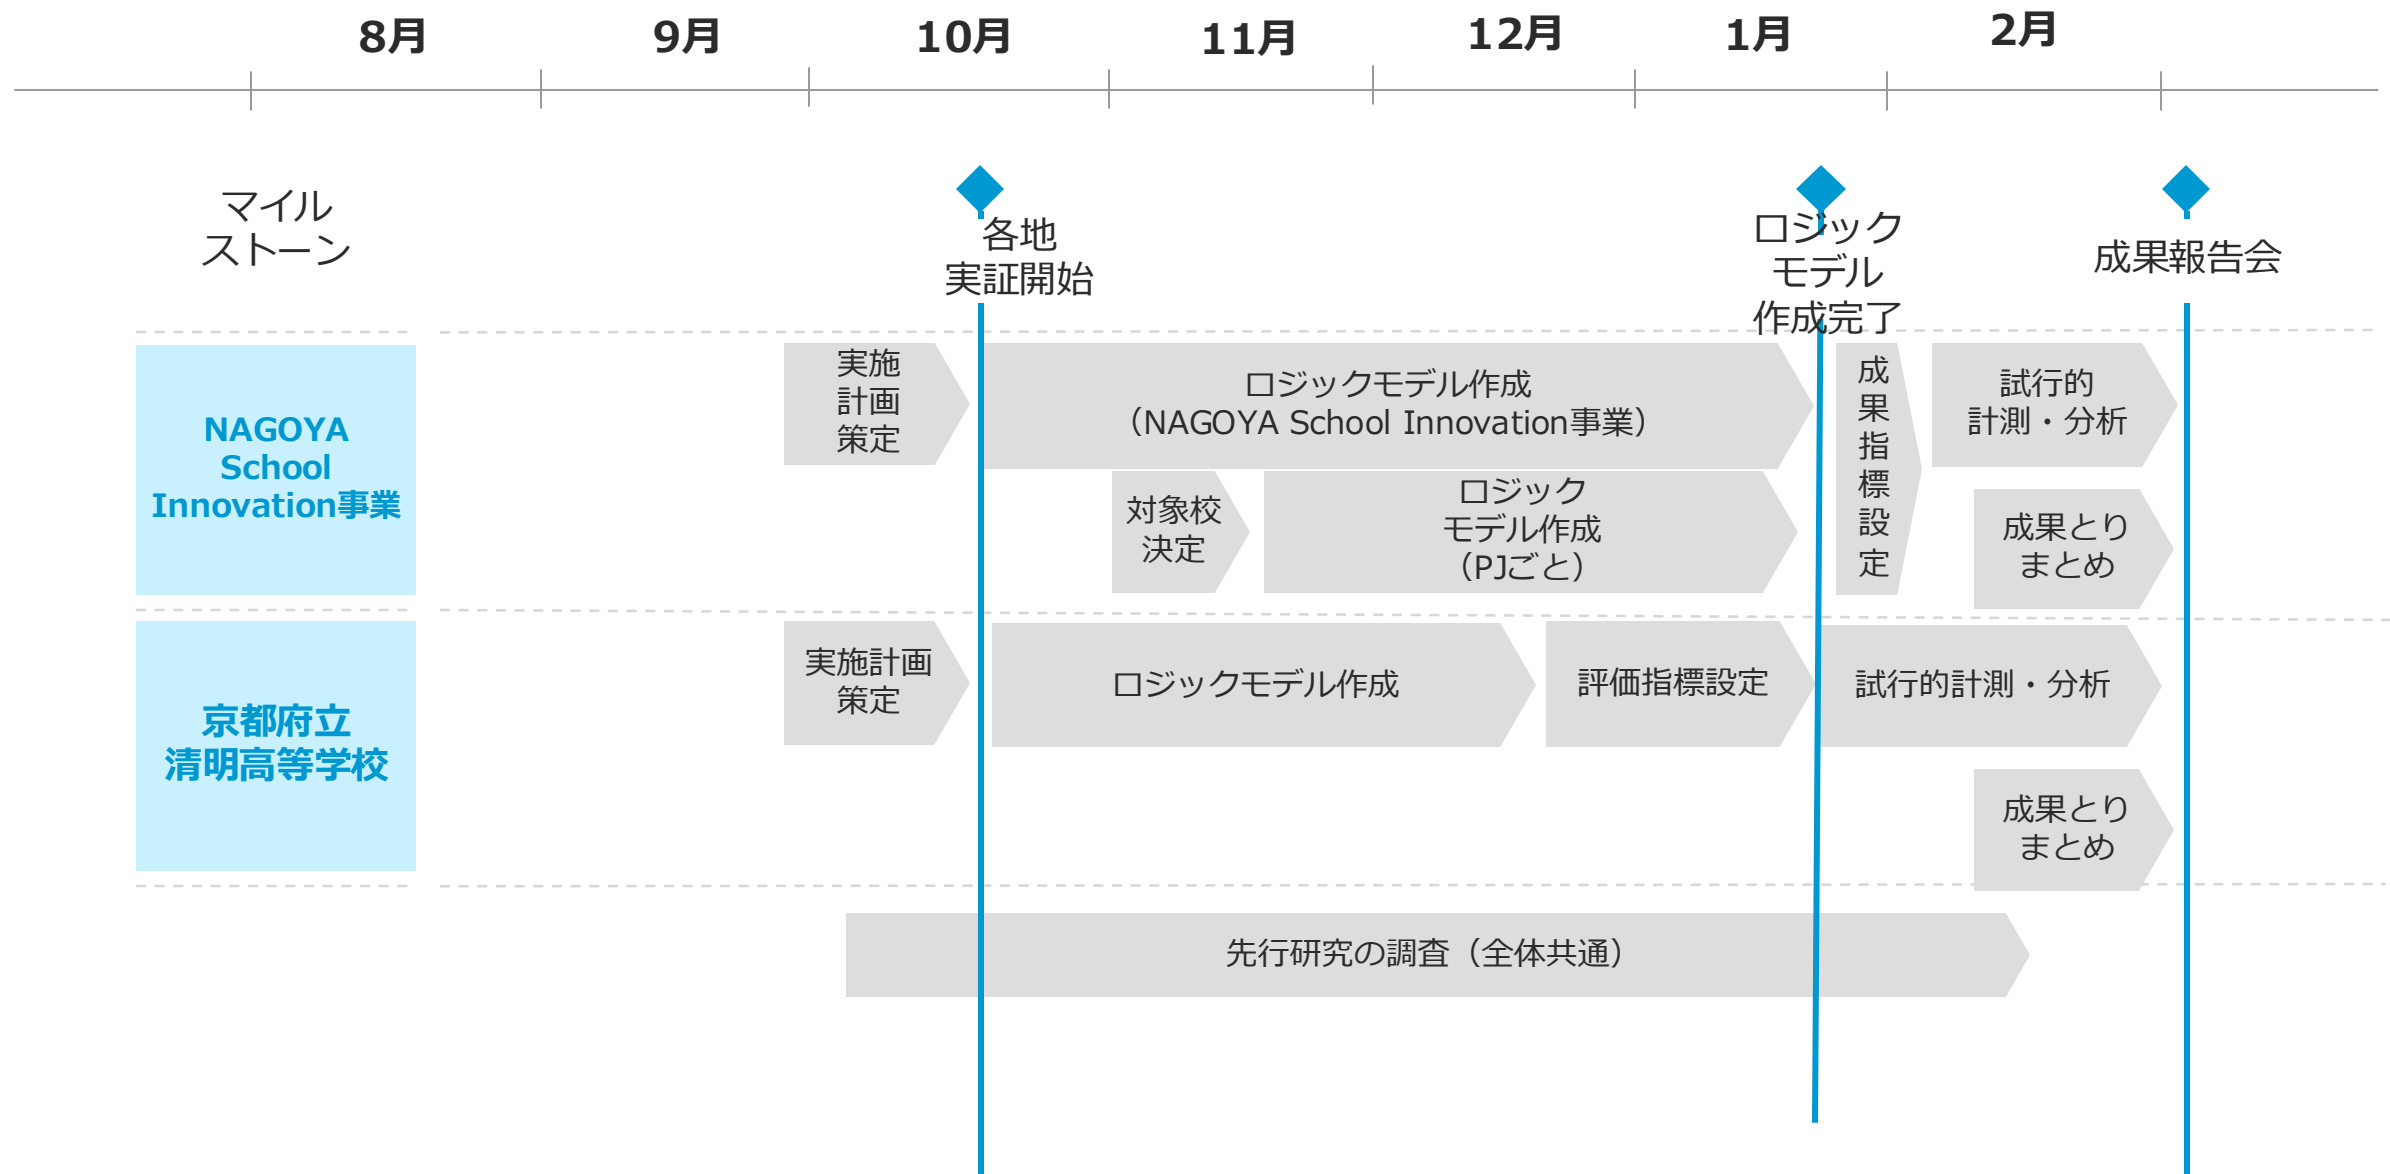 8月
9月
10月
11月
12月
1月
2月
マイル
ストーン
各地
実証開始
ロジック
モデル
作成完了
成果報告会
NAGOYA
School
Innovation事業
実施
計画
策定
ロジックモデル作成
（NAGOYA School Innovation事業）
対象校
決定
ロジック
モデル作成
（PJごと）
成果指標設定
試行的
計測・分析
成果とり
まとめ
京都府立
清明高等学校
実施計画
策定
ロジックモデル作成
評価指標設定
試行的計測・分析
成果とり
まとめ
先行研究の調査（全体共通）